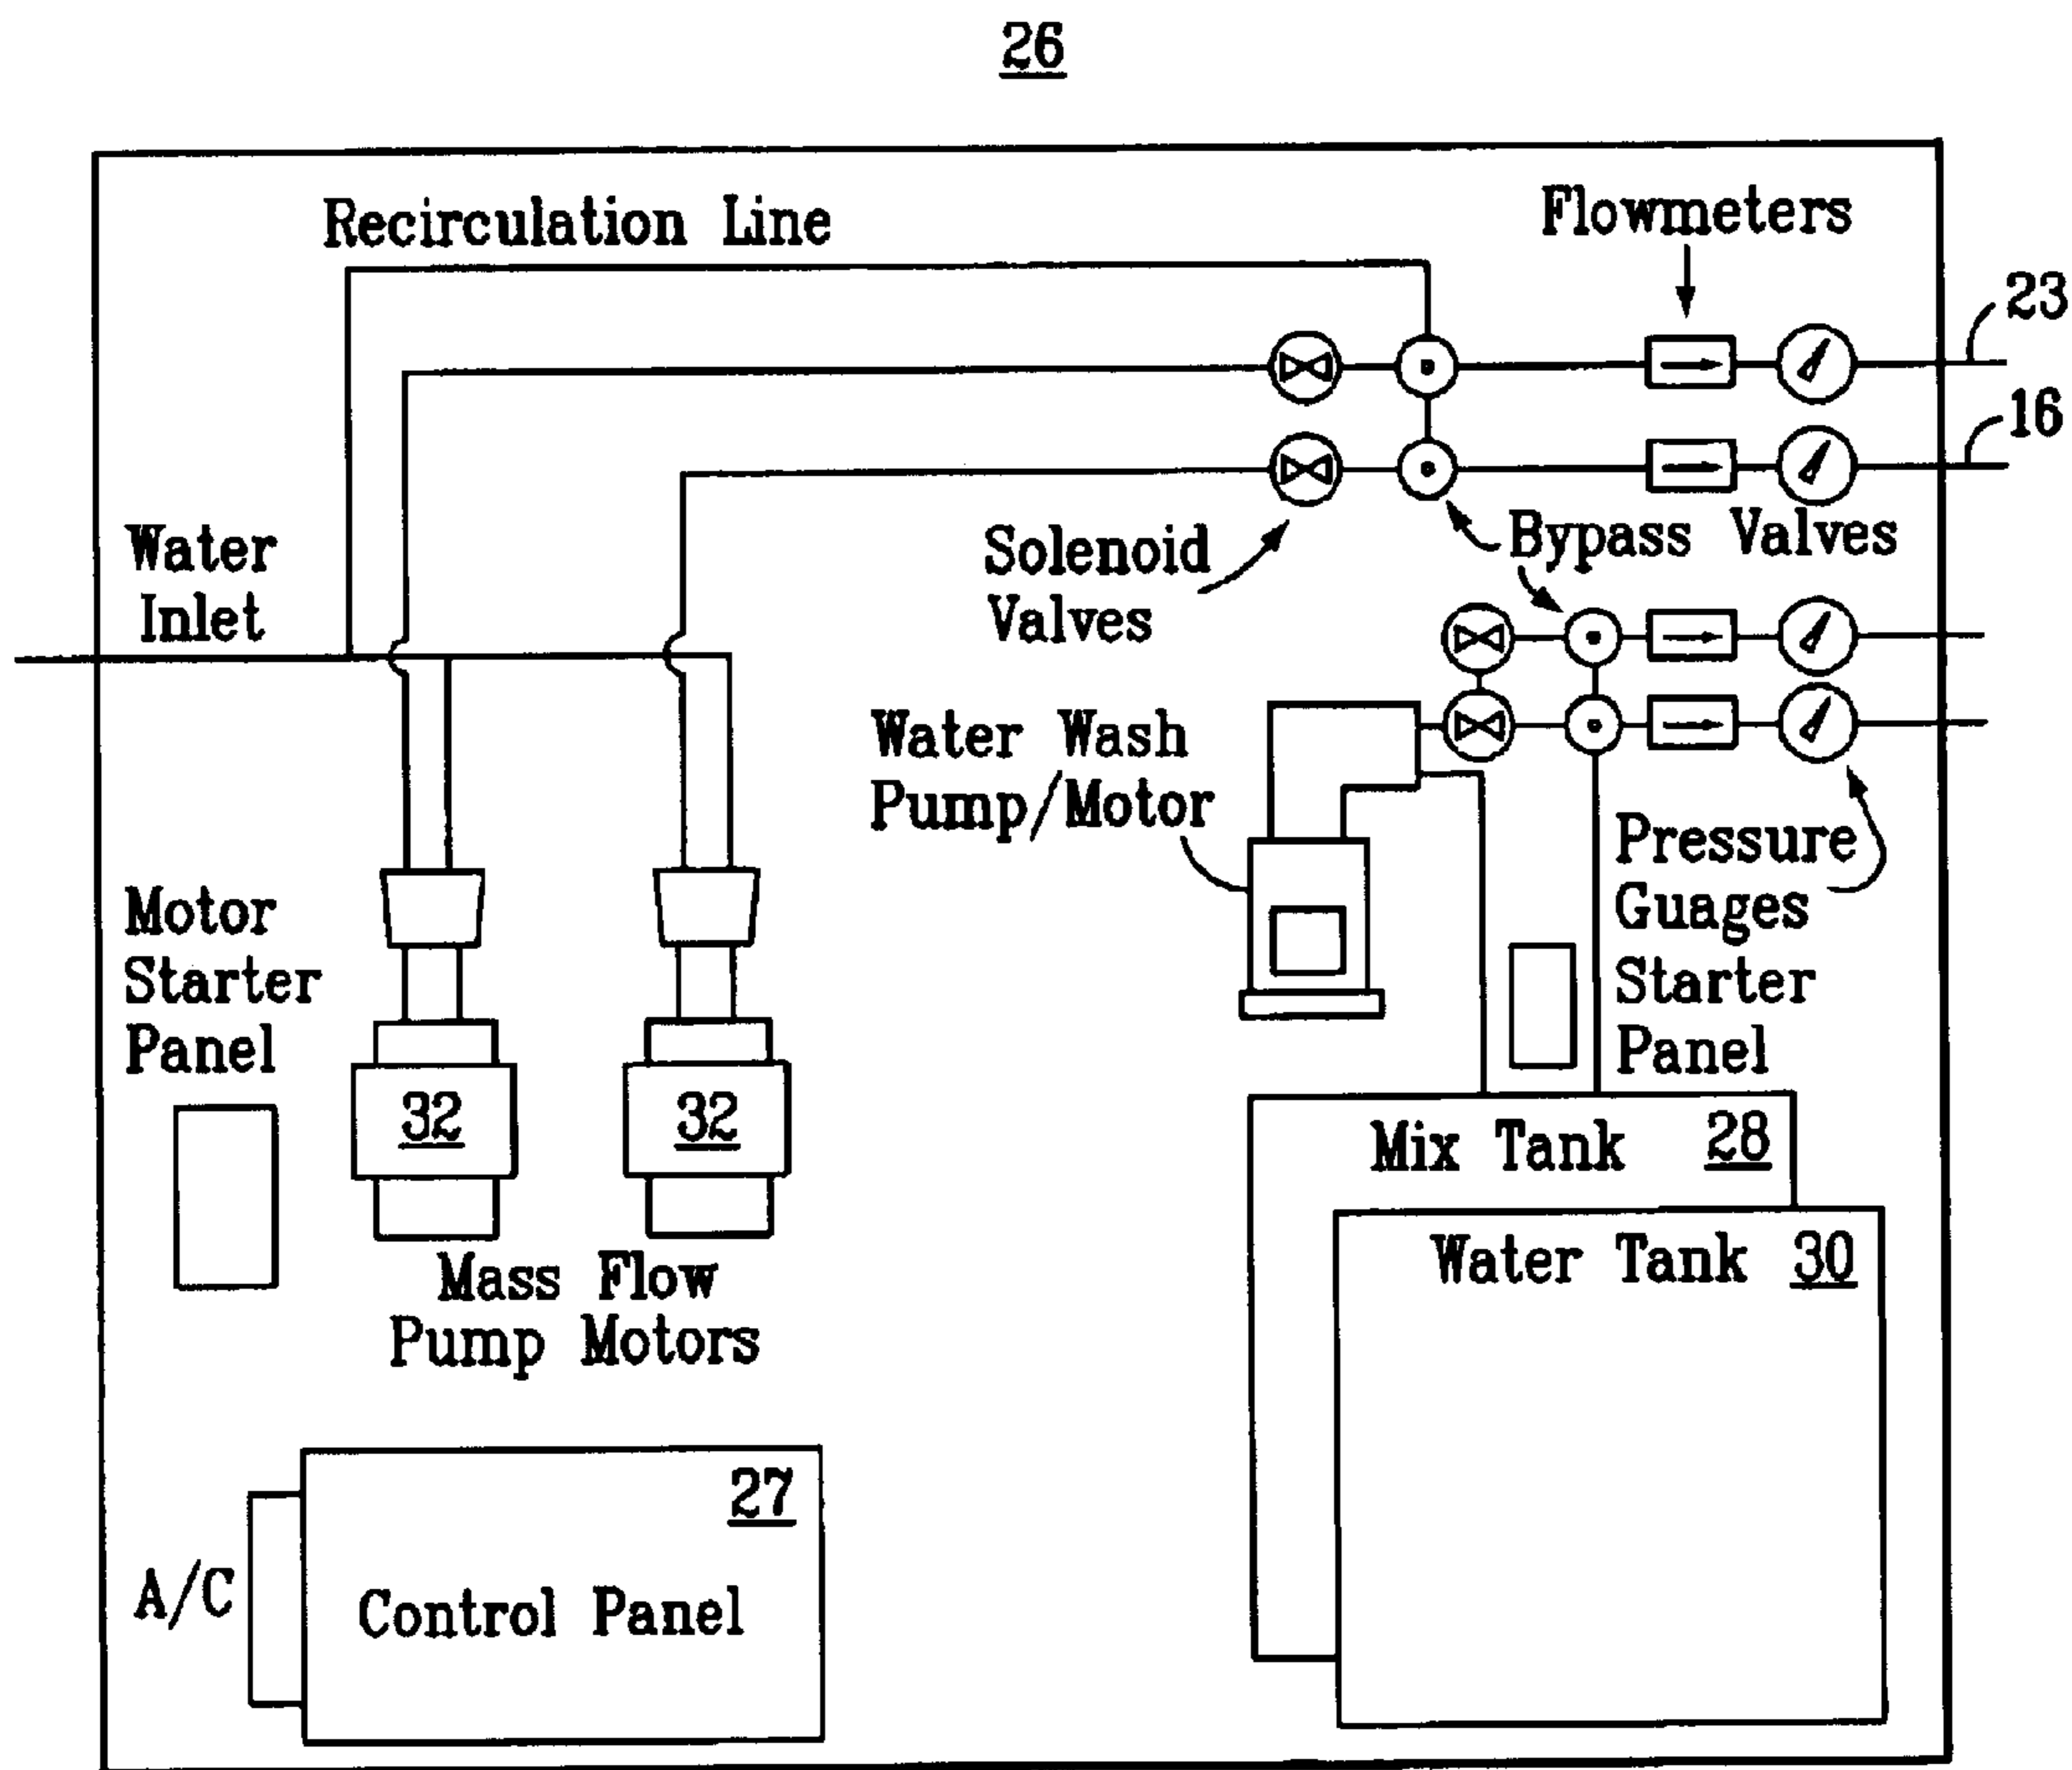 26
Recirculation Line
Flowmeters
23
16
Water
Inlet
Solenoid
Valves
Bypass Valves
Water Wash
Pump/Motor
Pressure
Guages
Starter
Panel
Motor
Starter
Panel
32
32
Mass Flow
Pump Motors
Mix Tank 28
Water Tank 30
27
A/C
Control Panel